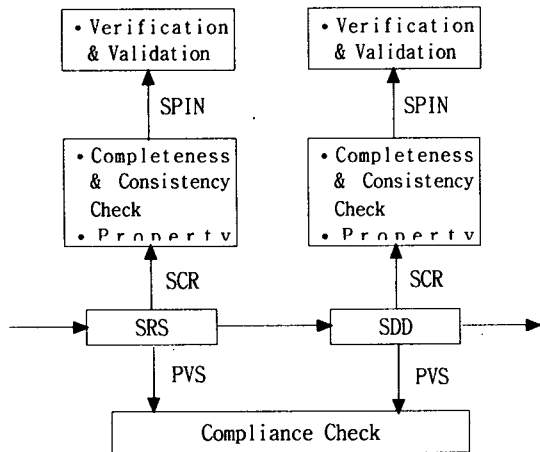 • Verification
& Validation
• Verification
& Validation
SPIN
SPIN
• Completeness
& Consistency
Check
• Property
• Completeness
& Consistency
Check
• Property
SCR
SCR
SRS
SDD
PVS
PVS
Compliance Check